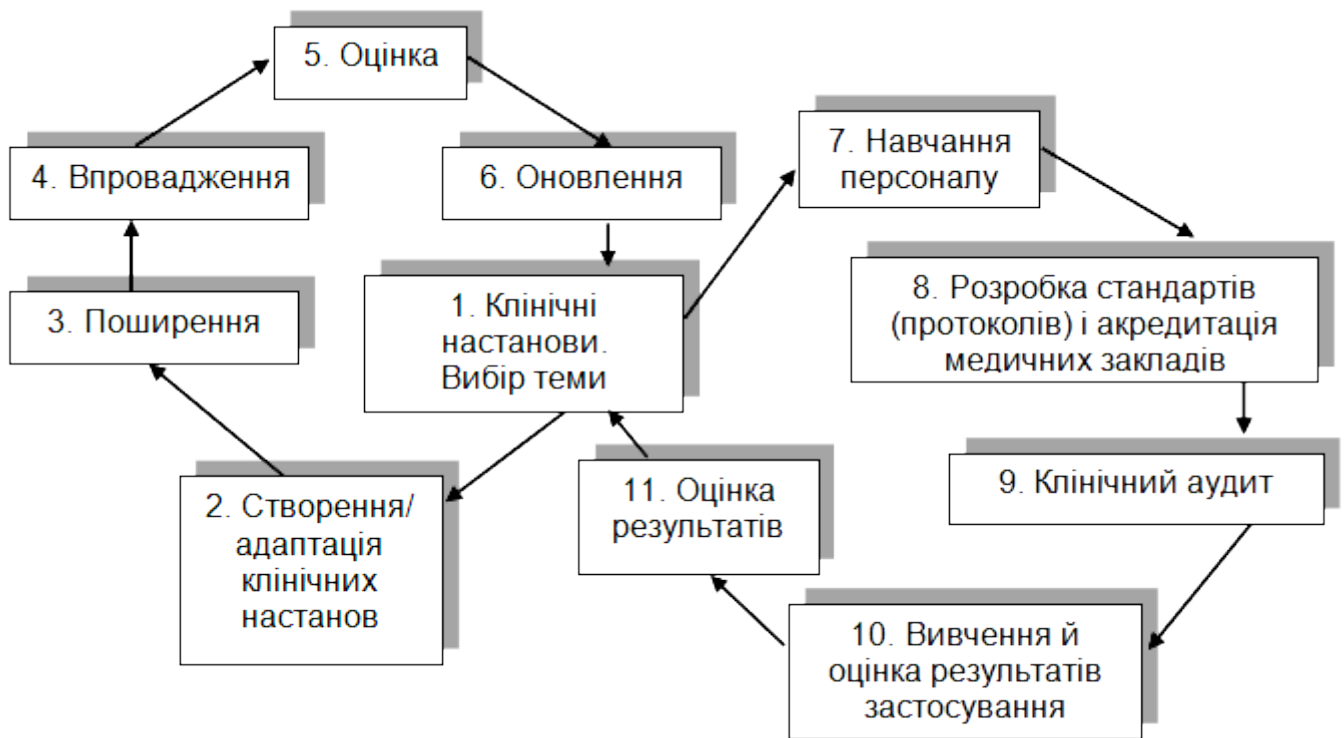 5. Оцінка
4. Впровадження
6. Оновлення
7. Навчання
персоналу
3. Поширення
1. Клінічні
настанови.
Вибір теми
8. Розробка стандартів
(протоколів) і акредитація
медичних закладів
2. Створення/
адаптація
клінічних
настанов
11. Оцінка
результатів
9. Клінічний аудит
10. Вивчення й
оцінка результатів
застосування